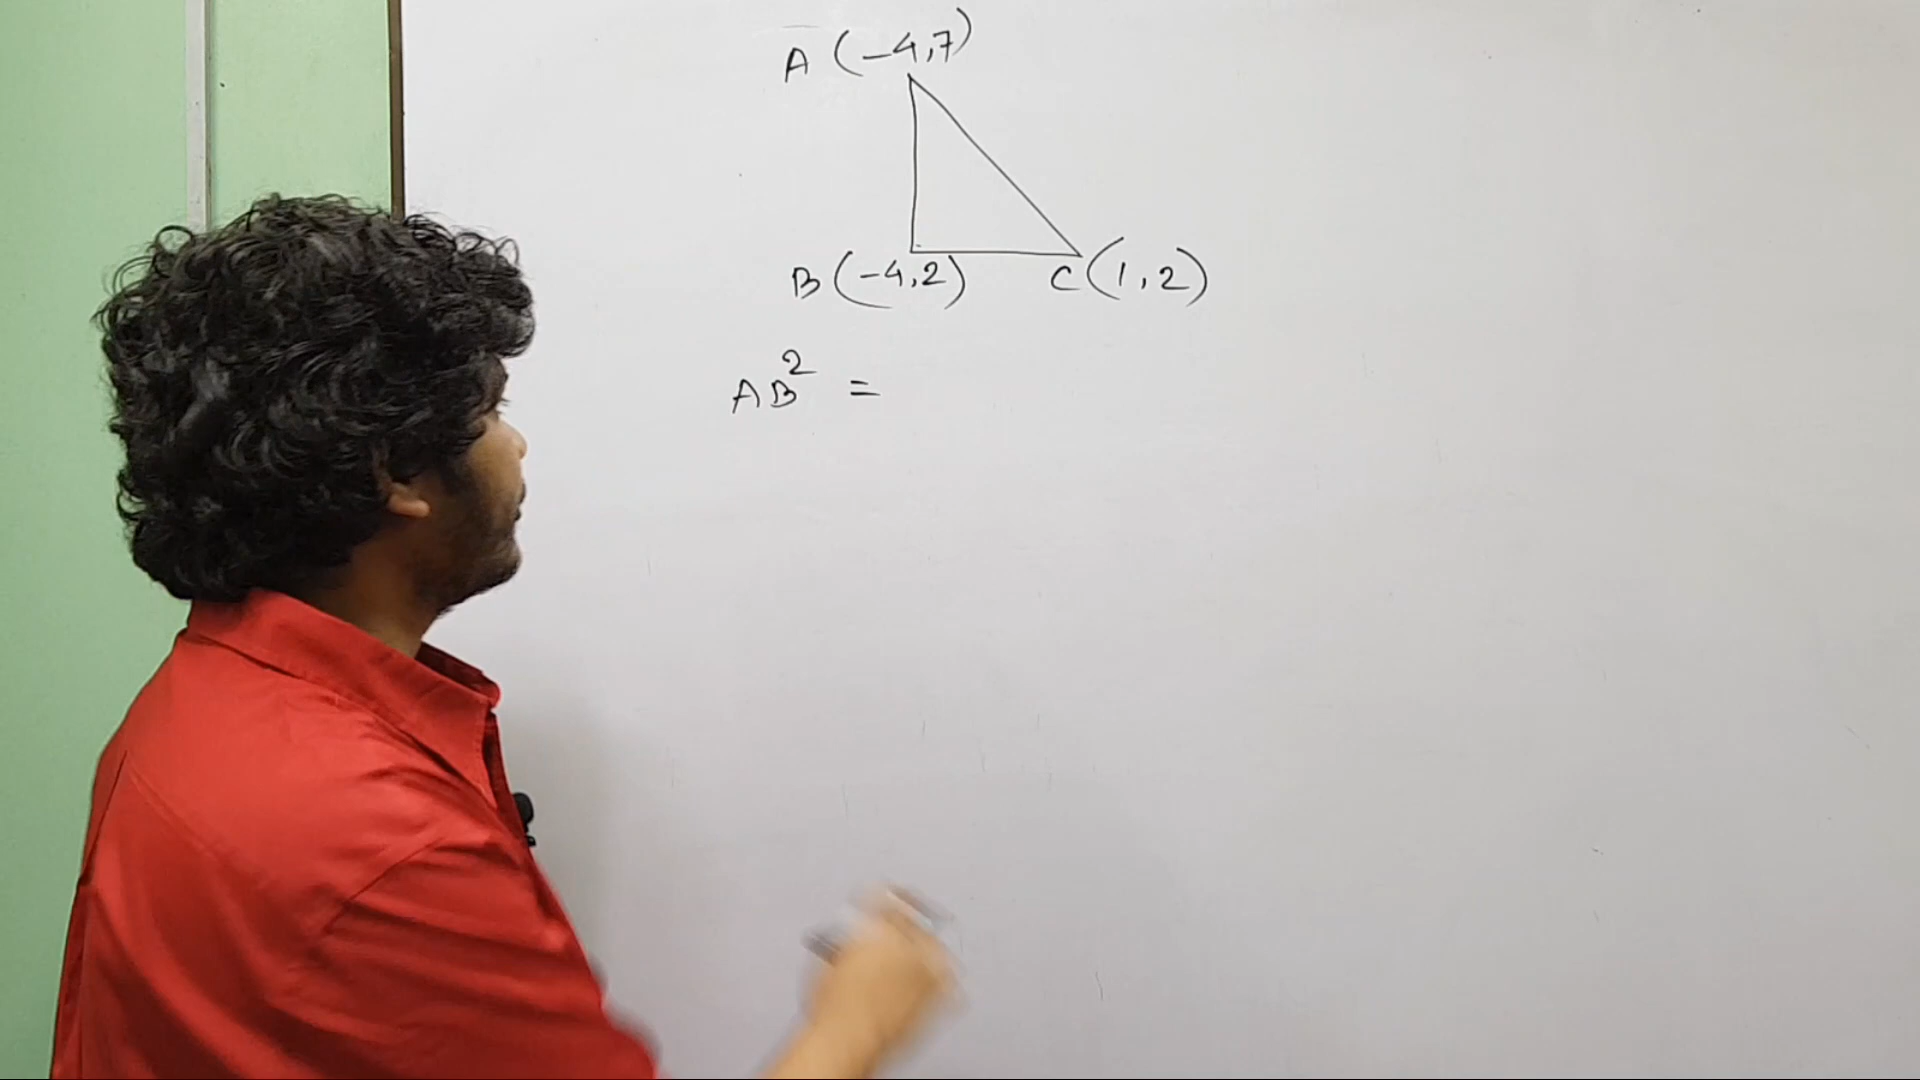 A (-4,7)
B (-4,2) C (1,2)
AB² =